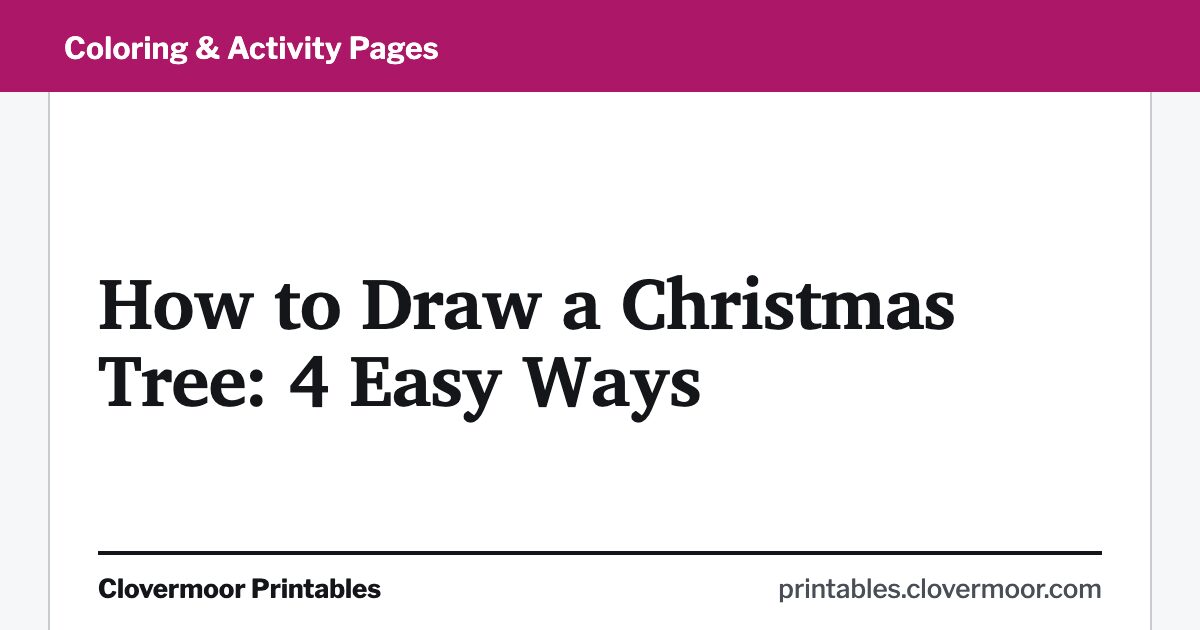 Coloring & Activity Pages
How to Draw a Christmas
Tree: 4 Easy Ways
Clovermoor Printables
printables.clovermoor.com